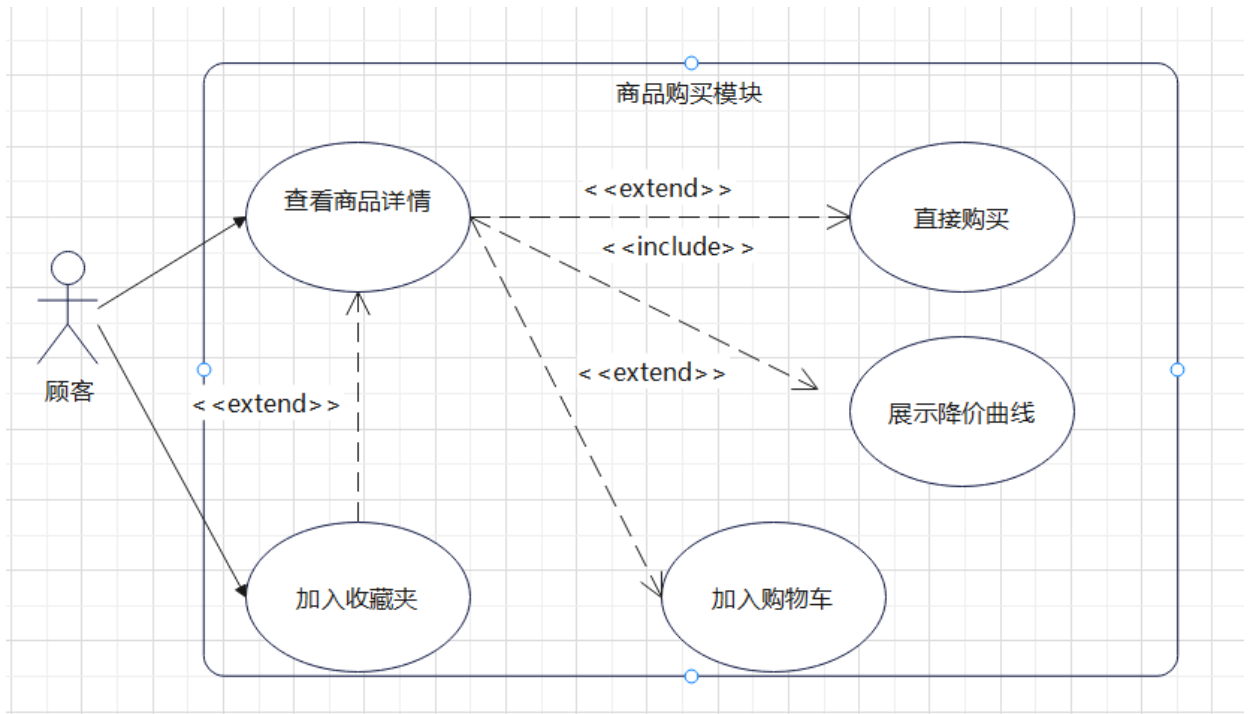 商品购买模块
查看商品详情
<<extend>>
直接购买
<<include>>
<<extend>>
顾客
<<extend>>
展示降价曲线
加入收藏夹
加入购物车